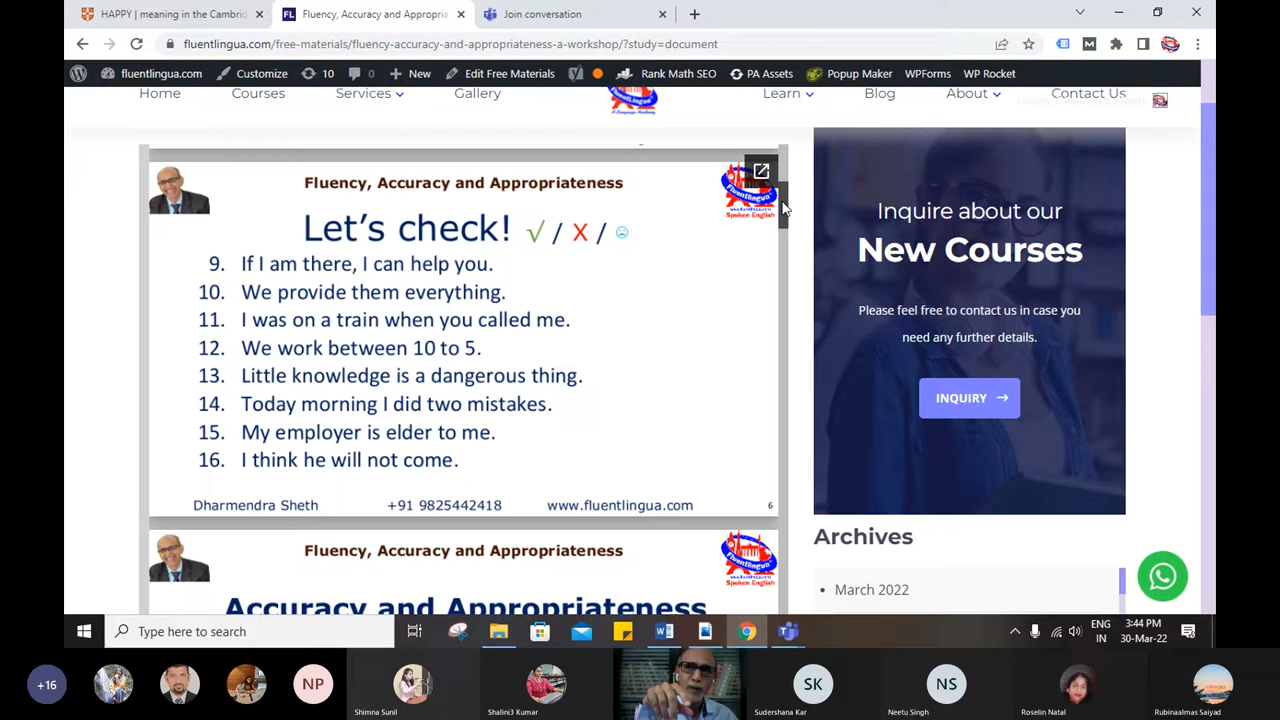 HAPPY | meaning in the Cambrid
FL
Fluency, Accuracy and Appropria
Join conversation
fluentlingua.com/free-materials/fluency-accuracy-and-appropriateness-a-workshop/?study=document
fluentlingua.com
Customize
10
0
New
Edit Free Materials
Rank Math SEO
PA Assets
Popup Maker
WPForms
WP Rocket
Home
Courses
Services
Gallery
Learn
Blog
About
Contact Us
Fluency, Accuracy and Appropriateness
FluentLingua
Spoken English
Let's check! √ / X / ☹
9. If I am there, I can help you.
10. We provide them everything.
11. I was on a train when you called me.
12. We work between 10 to 5.
13. Little knowledge is a dangerous thing.
14. Today morning I did two mistakes.
15. My employer is elder to me.
16. I think he will not come.
Dharmendra Sheth +91 9825442418 www.fluentlingua.com 6
Fluency, Accuracy and Appropriateness
FluentLingua
Spoken English
Accuracy and Appropriateness
Inquire about our
New Courses
Please feel free to contact us in case you
need any further details.
INQUIRY →
Archives
• March 2022
Type here to search
ENG
IN
3:44 PM
30-Mar-22
+16
NP
Shimna Sunil
Shalini3 Kumar
SK
Sudershana Kar
NS
Neetu Singh
Roselin Natal
Rubinaalmas Saiyad